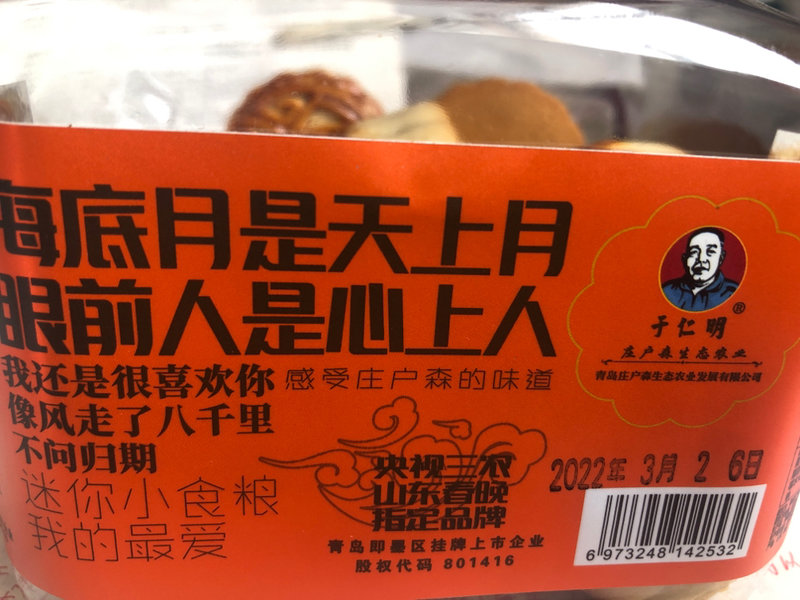 海底月是天上月
眼前人是心上人
我还是很喜欢你
像风走了八千里
不问归期
感受庄户森的味道
迷你小食粮
我的最爱
央视三农
山东春晚
指定品牌
青岛即墨区挂牌上市企业
股权代码 801416
®
于仁明
庄户森生态农业
青岛庄户森生态农业发展有限公司
2022年 3月 2 6日
6 973248 142532